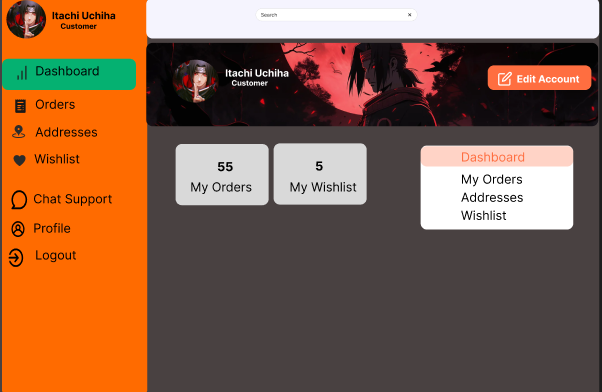 Itachi Uchiha
Customer
Dashboard
Orders
Addresses
Wishlist
Chat Support
Profile
Logout
Search
Itachi Uchiha
Customer
Edit Account
55
My Orders
5
My Wishlist
Dashboard
My Orders
Addresses
Wishlist